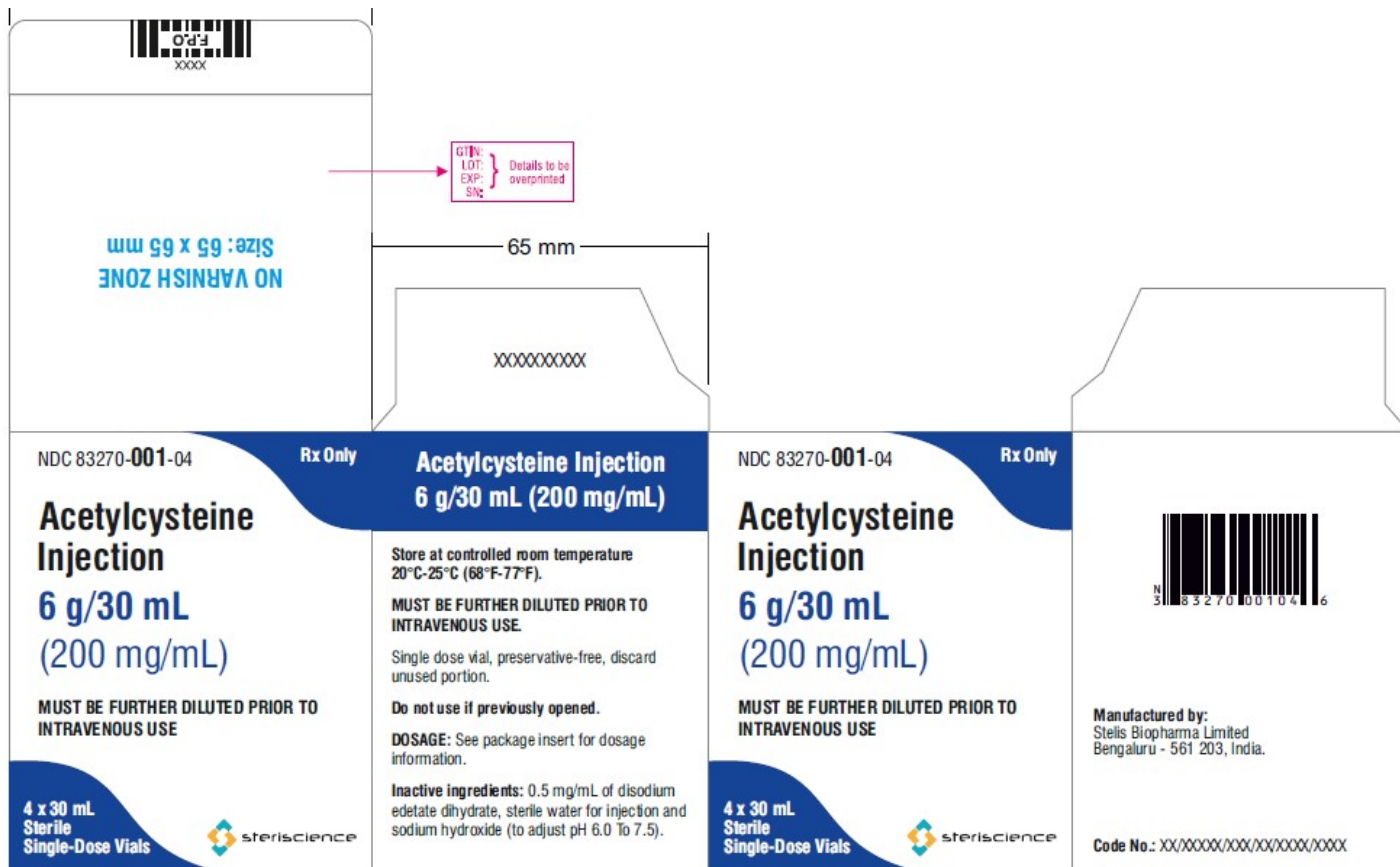 F.P.O
XXXX
GTIN:
LOT:
EXP:
SN:
Details to be
overprinted
NO VARNISH ZONE
Size: 65 x 65 mm
65 mm
XXXXXXXXXX
NDC 83270-001-04
Rx Only
Acetylcysteine
Injection
6 g/30 mL
(200 mg/mL)
MUST BE FURTHER DILUTED PRIOR TO
INTRAVENOUS USE
4 x 30 mL
Sterile
Single-Dose Vials
steriscience
Acetylcysteine Injection
6 g/30 mL (200 mg/mL)
Store at controlled room temperature
20°C-25°C (68°F-77°F).
MUST BE FURTHER DILUTED PRIOR TO
INTRAVENOUS USE.
Single dose vial, preservative-free, discard
unused portion.
Do not use if previously opened.
DOSAGE: See package insert for dosage
information.
Inactive ingredients: 0.5 mg/mL of disodium
edetate dihydrate, sterile water for injection and
sodium hydroxide (to adjust pH 6.0 To 7.5).
NDC 83270-001-04
Rx Only
Acetylcysteine
Injection
6 g/30 mL
(200 mg/mL)
MUST BE FURTHER DILUTED PRIOR TO
INTRAVENOUS USE
4 x 30 mL
Sterile
Single-Dose Vials
steriscience
N
3 83270 00104 6
Manufactured by:
Stelis Biopharma Limited
Bengaluru - 561 203, India.
Code No.: XX/XXXXX/XXX/XX/XXXX/XXXX